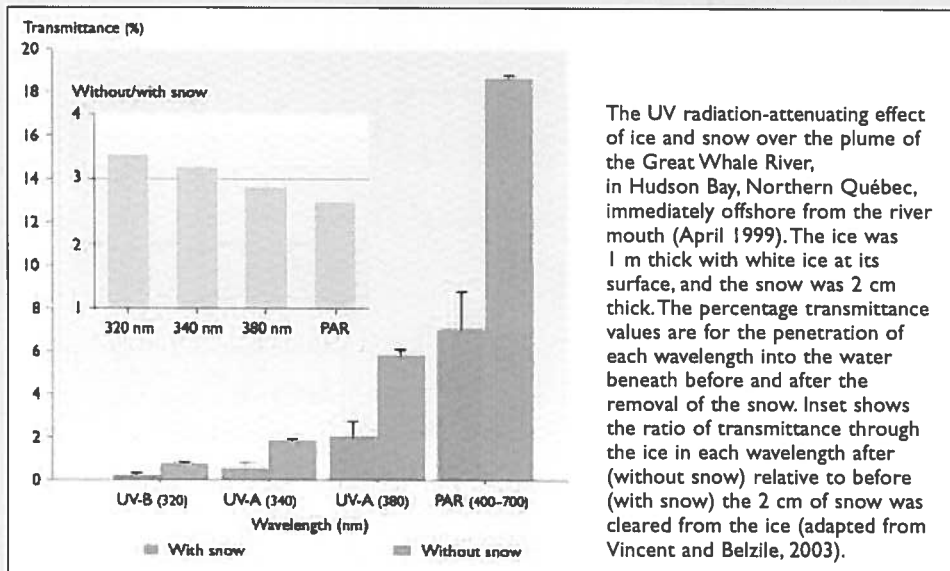 Transmittance (%)
20
18
16
14
12
10
8
6
4
2
0
Without/with snow
4
3
2
1
320 nm 340 nm 380 nm PAR
UV-B (320) UV-A (340) UV-A (380) PAR (400–700)
Wavelength (nm)
With snow Without snow
The UV radiation-attenuating effect
of ice and snow over the plume of
the Great Whale River,
in Hudson Bay, Northern Québec,
immediately offshore from the river
mouth (April 1999). The ice was
1 m thick with white ice at its
surface, and the snow was 2 cm
thick. The percentage transmittance
values are for the penetration of
each wavelength into the water
beneath before and after the
removal of the snow. Inset shows
the ratio of transmittance through
the ice in each wavelength after
(without snow) relative to before
(with snow) the 2 cm of snow was
cleared from the ice (adapted from
Vincent and Belzile, 2003).